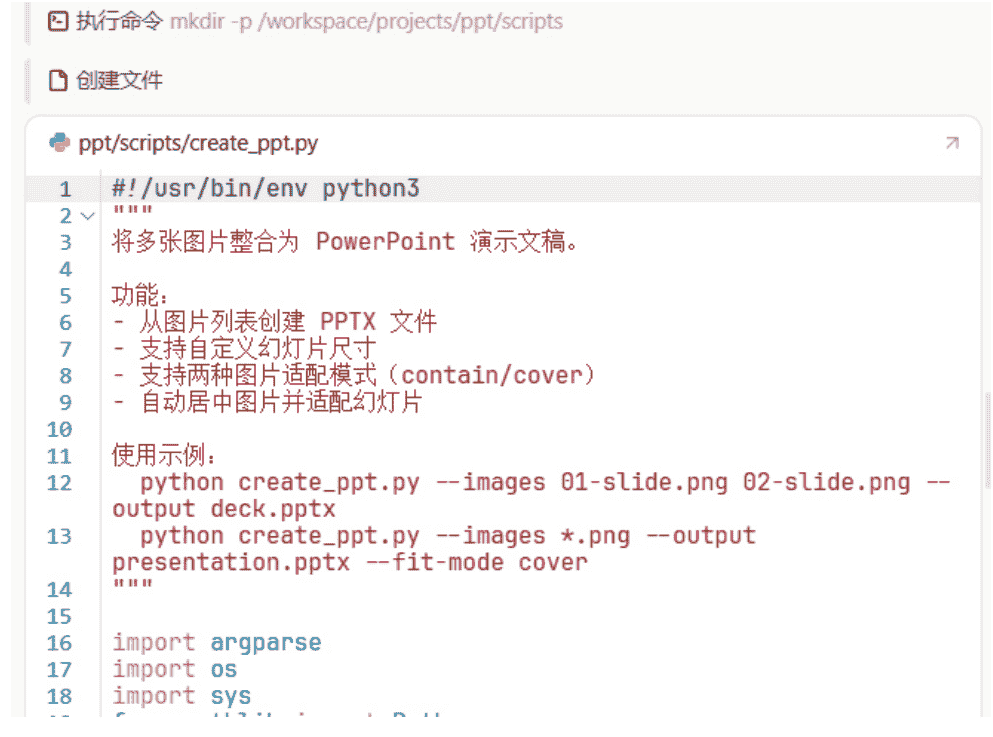 执行命令 mkdir -p /workspace/projects/ppt/scripts
创建文件
ppt/scripts/create_ppt.py
1 #!/usr/bin/env python3
2 """
3 将多张图片整合为 PowerPoint 演示文稿。
4
5 功能：
6 - 从图片列表创建 PPTX 文件
7 - 支持自定义幻灯片尺寸
8 - 支持两种图片适配模式（contain/cover）
9 - 自动居中图片并适配幻灯片
10
11 使用示例：
12 python create_ppt.py --images 01-slide.png 02-slide.png --
output deck.pptx
13 python create_ppt.py --images *.png --output
presentation.pptx --fit-mode cover
14 """
15
16 import argparse
17 import os
18 import sys